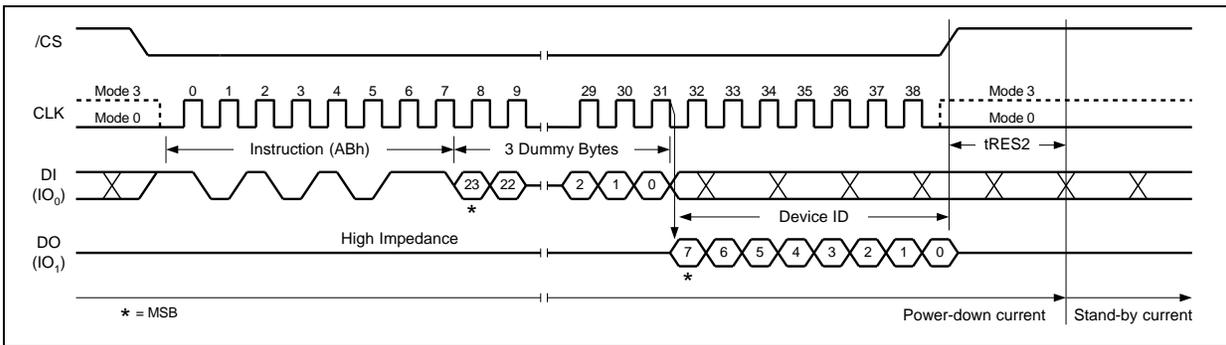 /CS
Mode 3 0 1 2 3 4 5 6 7 8 9 29 30 31 32 33 34 35 36 37 38 Mode 3
CLK
Mode 0 Mode 0
Instruction (ABh) 3 Dummy Bytes tRES2
DI
(IO0)
23 22 2 1 0
*
Device ID
High Impedance
DO
(IO1)
7 6 5 4 3 2 1 0
*
* = MSB
Power-down current Stand-by current